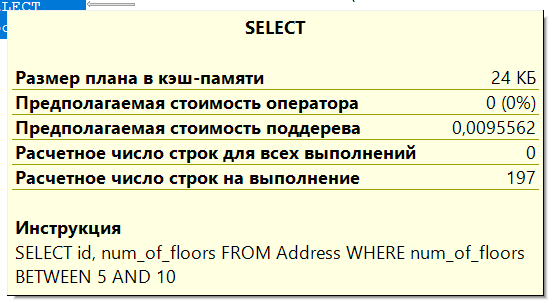 SELECT
SELECT
Размер плана в кэш-памяти 24 КБ
Предполагаемая стоимость оператора 0 (0%)
Предполагаемая стоимость поддерева 0,0095562
Расчетное число строк для всех выполнений 0
Расчетное число строк на выполнение 197
Инструкция
SELECT id, num_of_floors FROM Address WHERE num_of_floors
BETWEEN 5 AND 10